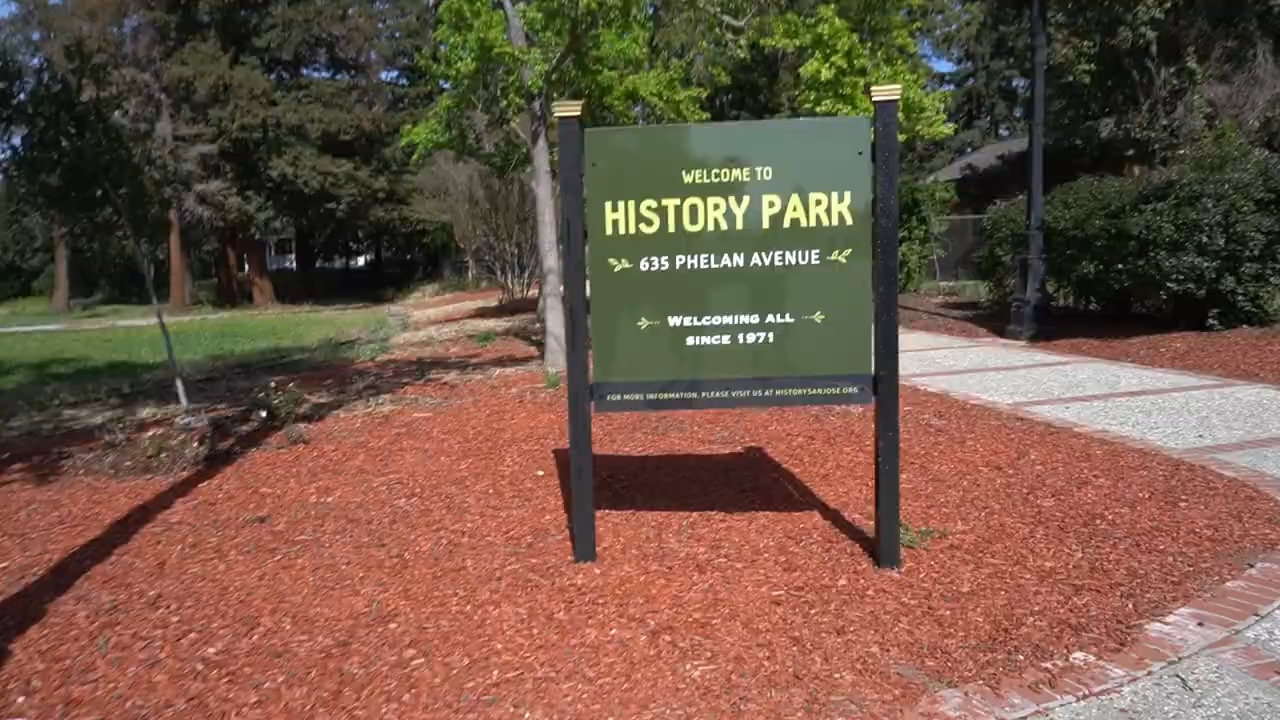 WELCOME TO
HISTORY PARK
635 PHELAN AVENUE
WELCOMING ALL
SINCE 1971
FOR MORE INFORMATION, PLEASE VISIT US AT HISTORYSANJOSE.ORG